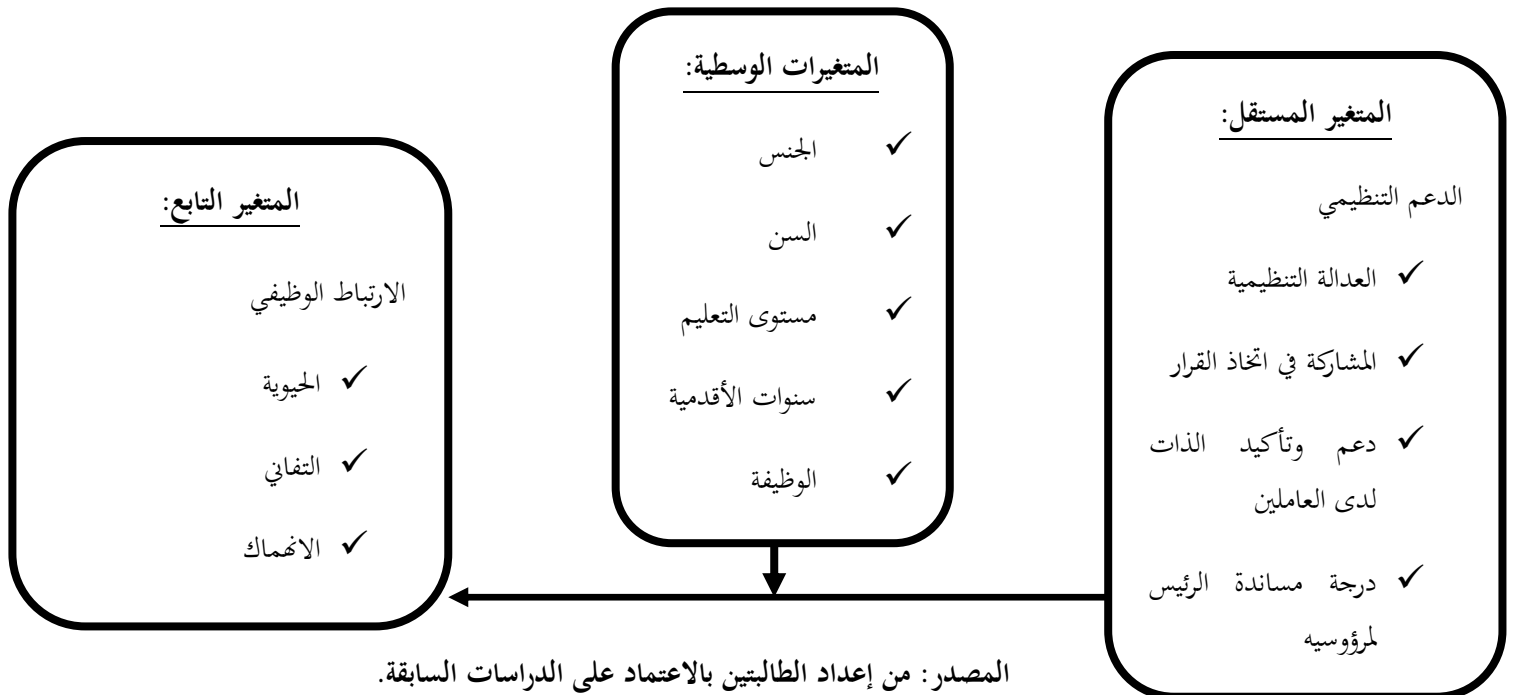 المتغير المستقل:
الدعم التنظيمي
✓ العدالة التنظيمية
✓ المشاركة في اتخاذ القرار
✓ دعم وتأكيد الذات
لدى العاملين
✓ درجة مساندة الرئيس
لمرؤوسيه
المتغيرات الوسطية:
✓ الجنس
✓ السن
✓ مستوى التعليم
✓ سنوات الأقدمية
✓ الوظيفة
المتغير التابع:
الارتباط الوظيفي
✓ الحيوية
✓ التفاني
✓ الانهماك
المصدر: من إعداد الطالبتين بالاعتماد على الدراسات السابقة.